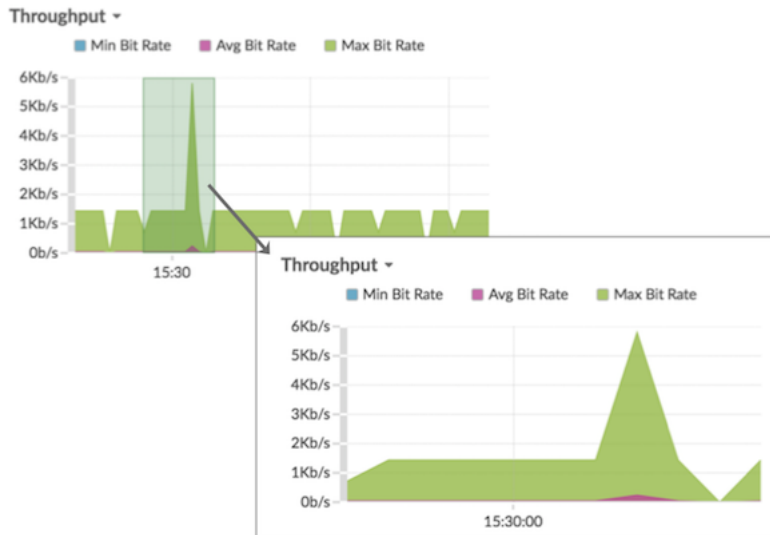 Throughput
Min Bit Rate Avg Bit Rate Max Bit Rate
6Kb/s
5Kb/s
4Kb/s
3Kb/s
2Kb/s
1Kb/s
0b/s
15:30
Throughput
Min Bit Rate Avg Bit Rate Max Bit Rate
6Kb/s
5Kb/s
4Kb/s
3Kb/s
2Kb/s
1Kb/s
0b/s
15:30:00